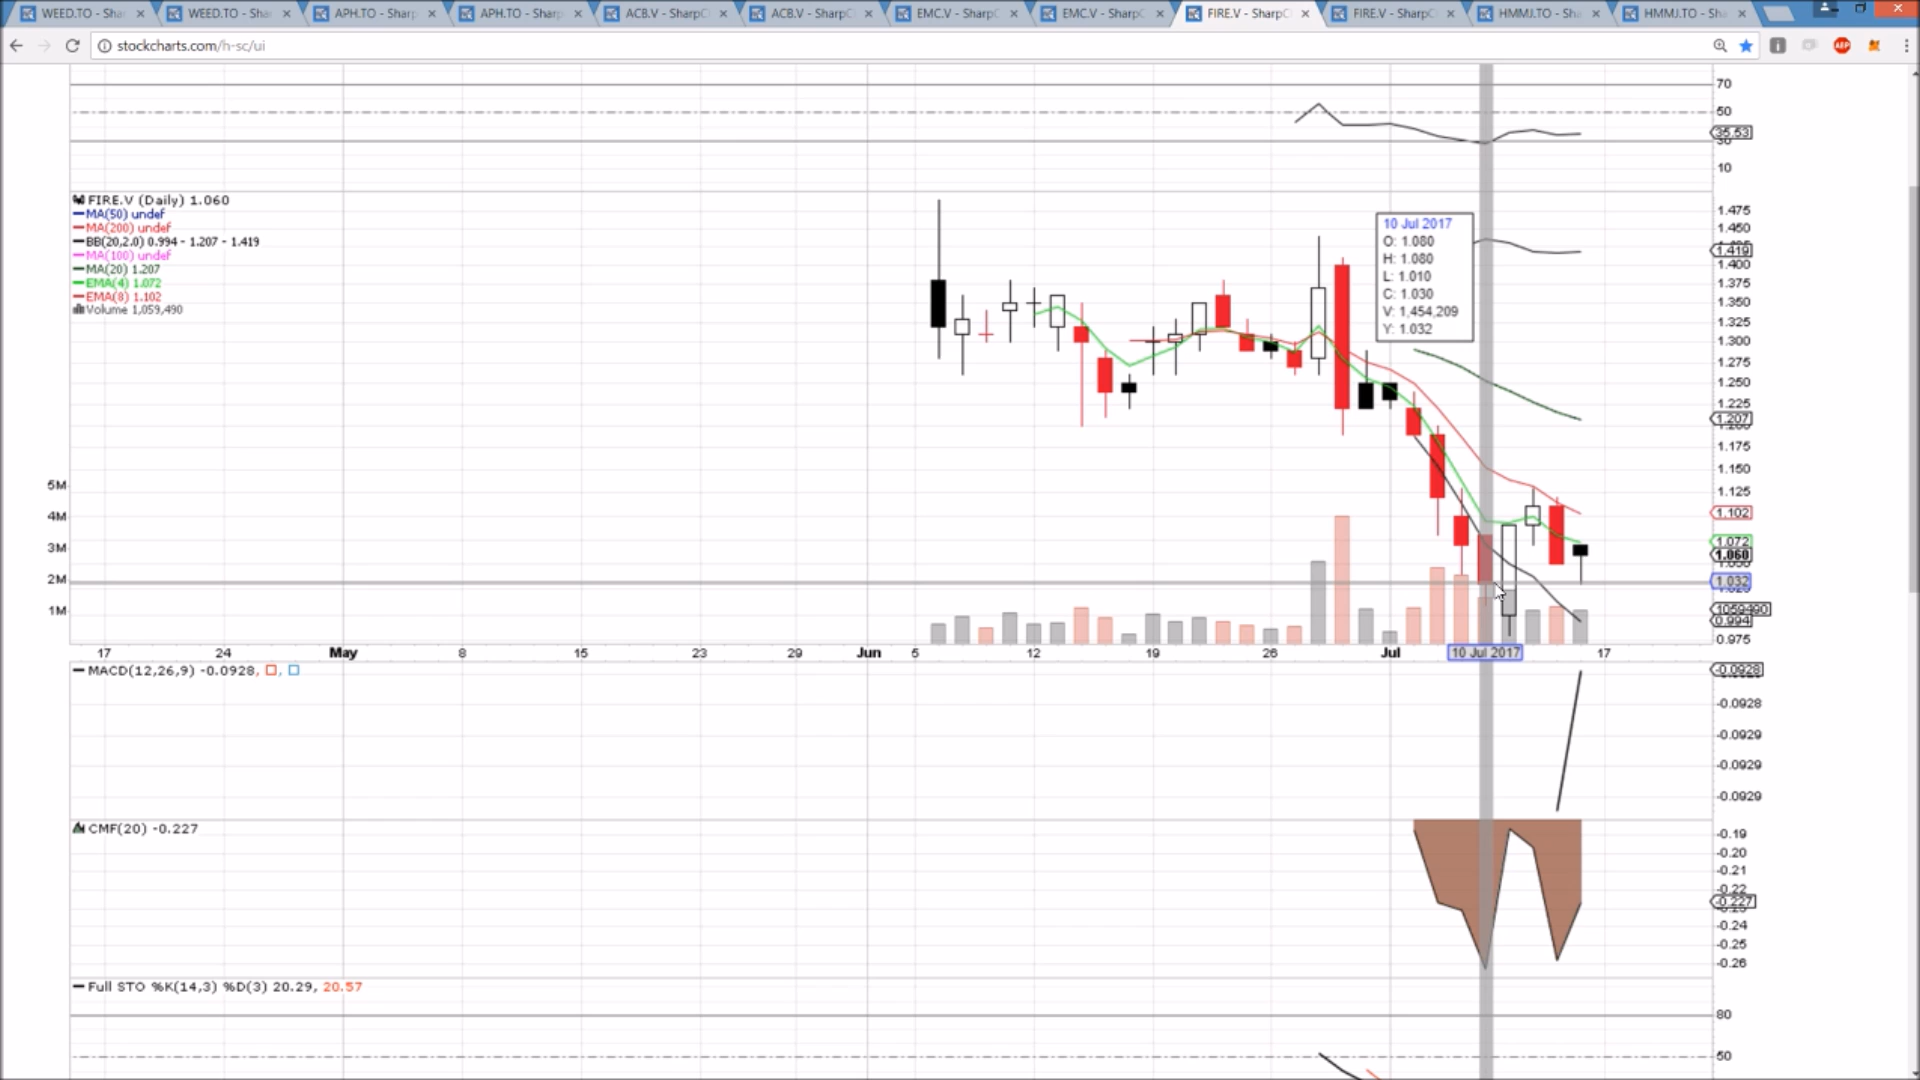 WEED.TO - Shar
WEED.TO - Sha
APH.TO - Sharp
APH.TO - Sharp
ACB.V - SharpC
ACB.V - SharpC
EMC.V - SharpC
EMC.V - SharpC
FIRE.V - SharpC
FIRE.V - SharpC
HMMJ.TO - Sha
HMMJ.TO - Sha
stockcharts.com/h-sc/ui
ABP
70
50
35.53
30
10
FIRE.V (Daily) 1.060
MA(50) undef
MA(200) undef
BB(20,2.0) 0.994 - 1.207 - 1.419
MA(100) undef
MA(20) 1.207
EMA(4) 1.072
EMA(8) 1.102
Volume 1,059,490
10 Jul 2017
O: 1.080
H: 1.080
L: 1.010
C: 1.030
V: 1,454,209
Y: 1.032
1.475
1.450
1.419
1.400
1.375
1.350
1.325
1.300
1.275
1.250
1.225
1.207
1.175
1.150
1.125
1.102
1.072
1.060
1.032
1059490
0.994
0.975
5M
4M
3M
2M
1M
17 24 May 8 15 23 29 Jun 5 12 19 26 Jul 10 Jul 2017 17
MACD(12,26,9) -0.0928,
-0.0928
-0.0928
-0.0929
-0.0929
-0.0929
CMF(20) -0.227
-0.19
-0.20
-0.21
-0.22
-0.227
-0.24
-0.25
-0.26
Full STO %K(14,3) %D(3) 20.29, 20.57
80
50